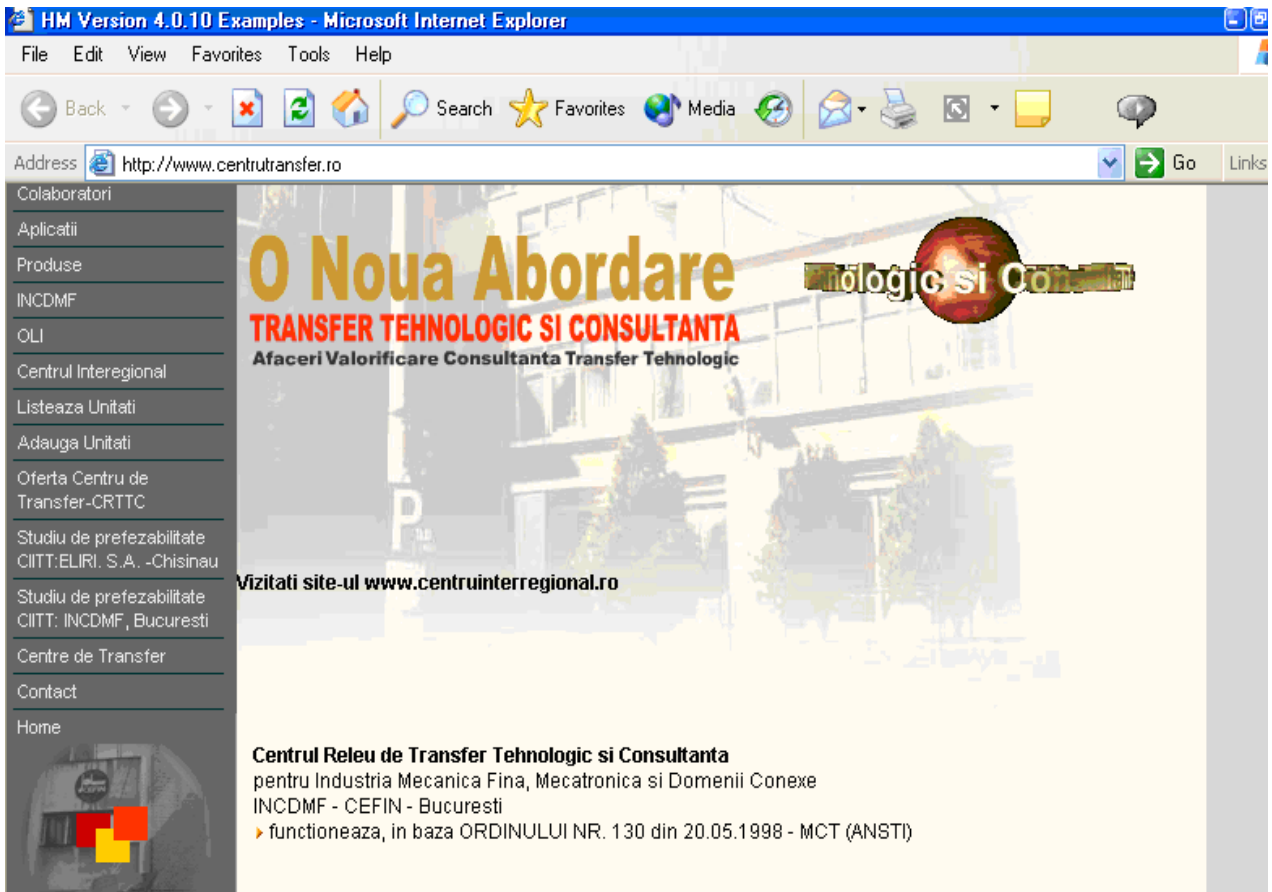 HM Version 4.0.10 Examples - Microsoft Internet Explorer
File Edit View Favorites Tools Help
Back Search Favorites Media
Address http://www.centrutransfer.ro Go Links
Colaboratori
Aplicatii
Produse
INCDMF
OLI
Centrul Interegional
Listeaza Unitati
Adauga Unitati
Oferta Centru de
Transfer-CRTTC
Studiu de prefezabilitate
CIITT:ELIRI. S.A. -Chisinau
Studiu de prefezabilitate
CIITT: INCDMF, Bucuresti
Centre de Transfer
Contact
Home
O Noua Abordare
TRANSFER TEHNOLOGIC SI CONSULTANTA
Afaceri Valorificare Consultanta Transfer Tehnologic
nologic si Con
P
Vizitati site-ul www.centruinterregional.ro
Centrul Releu de Transfer Tehnologic si Consultanta
pentru Industria Mecanica Fina, Mecatronica si Domenii Conexe
INCDMF - CEFIN - Bucuresti
functioneaza, in baza ORDINULUI NR. 130 din 20.05.1998 - MCT (ANSTI)